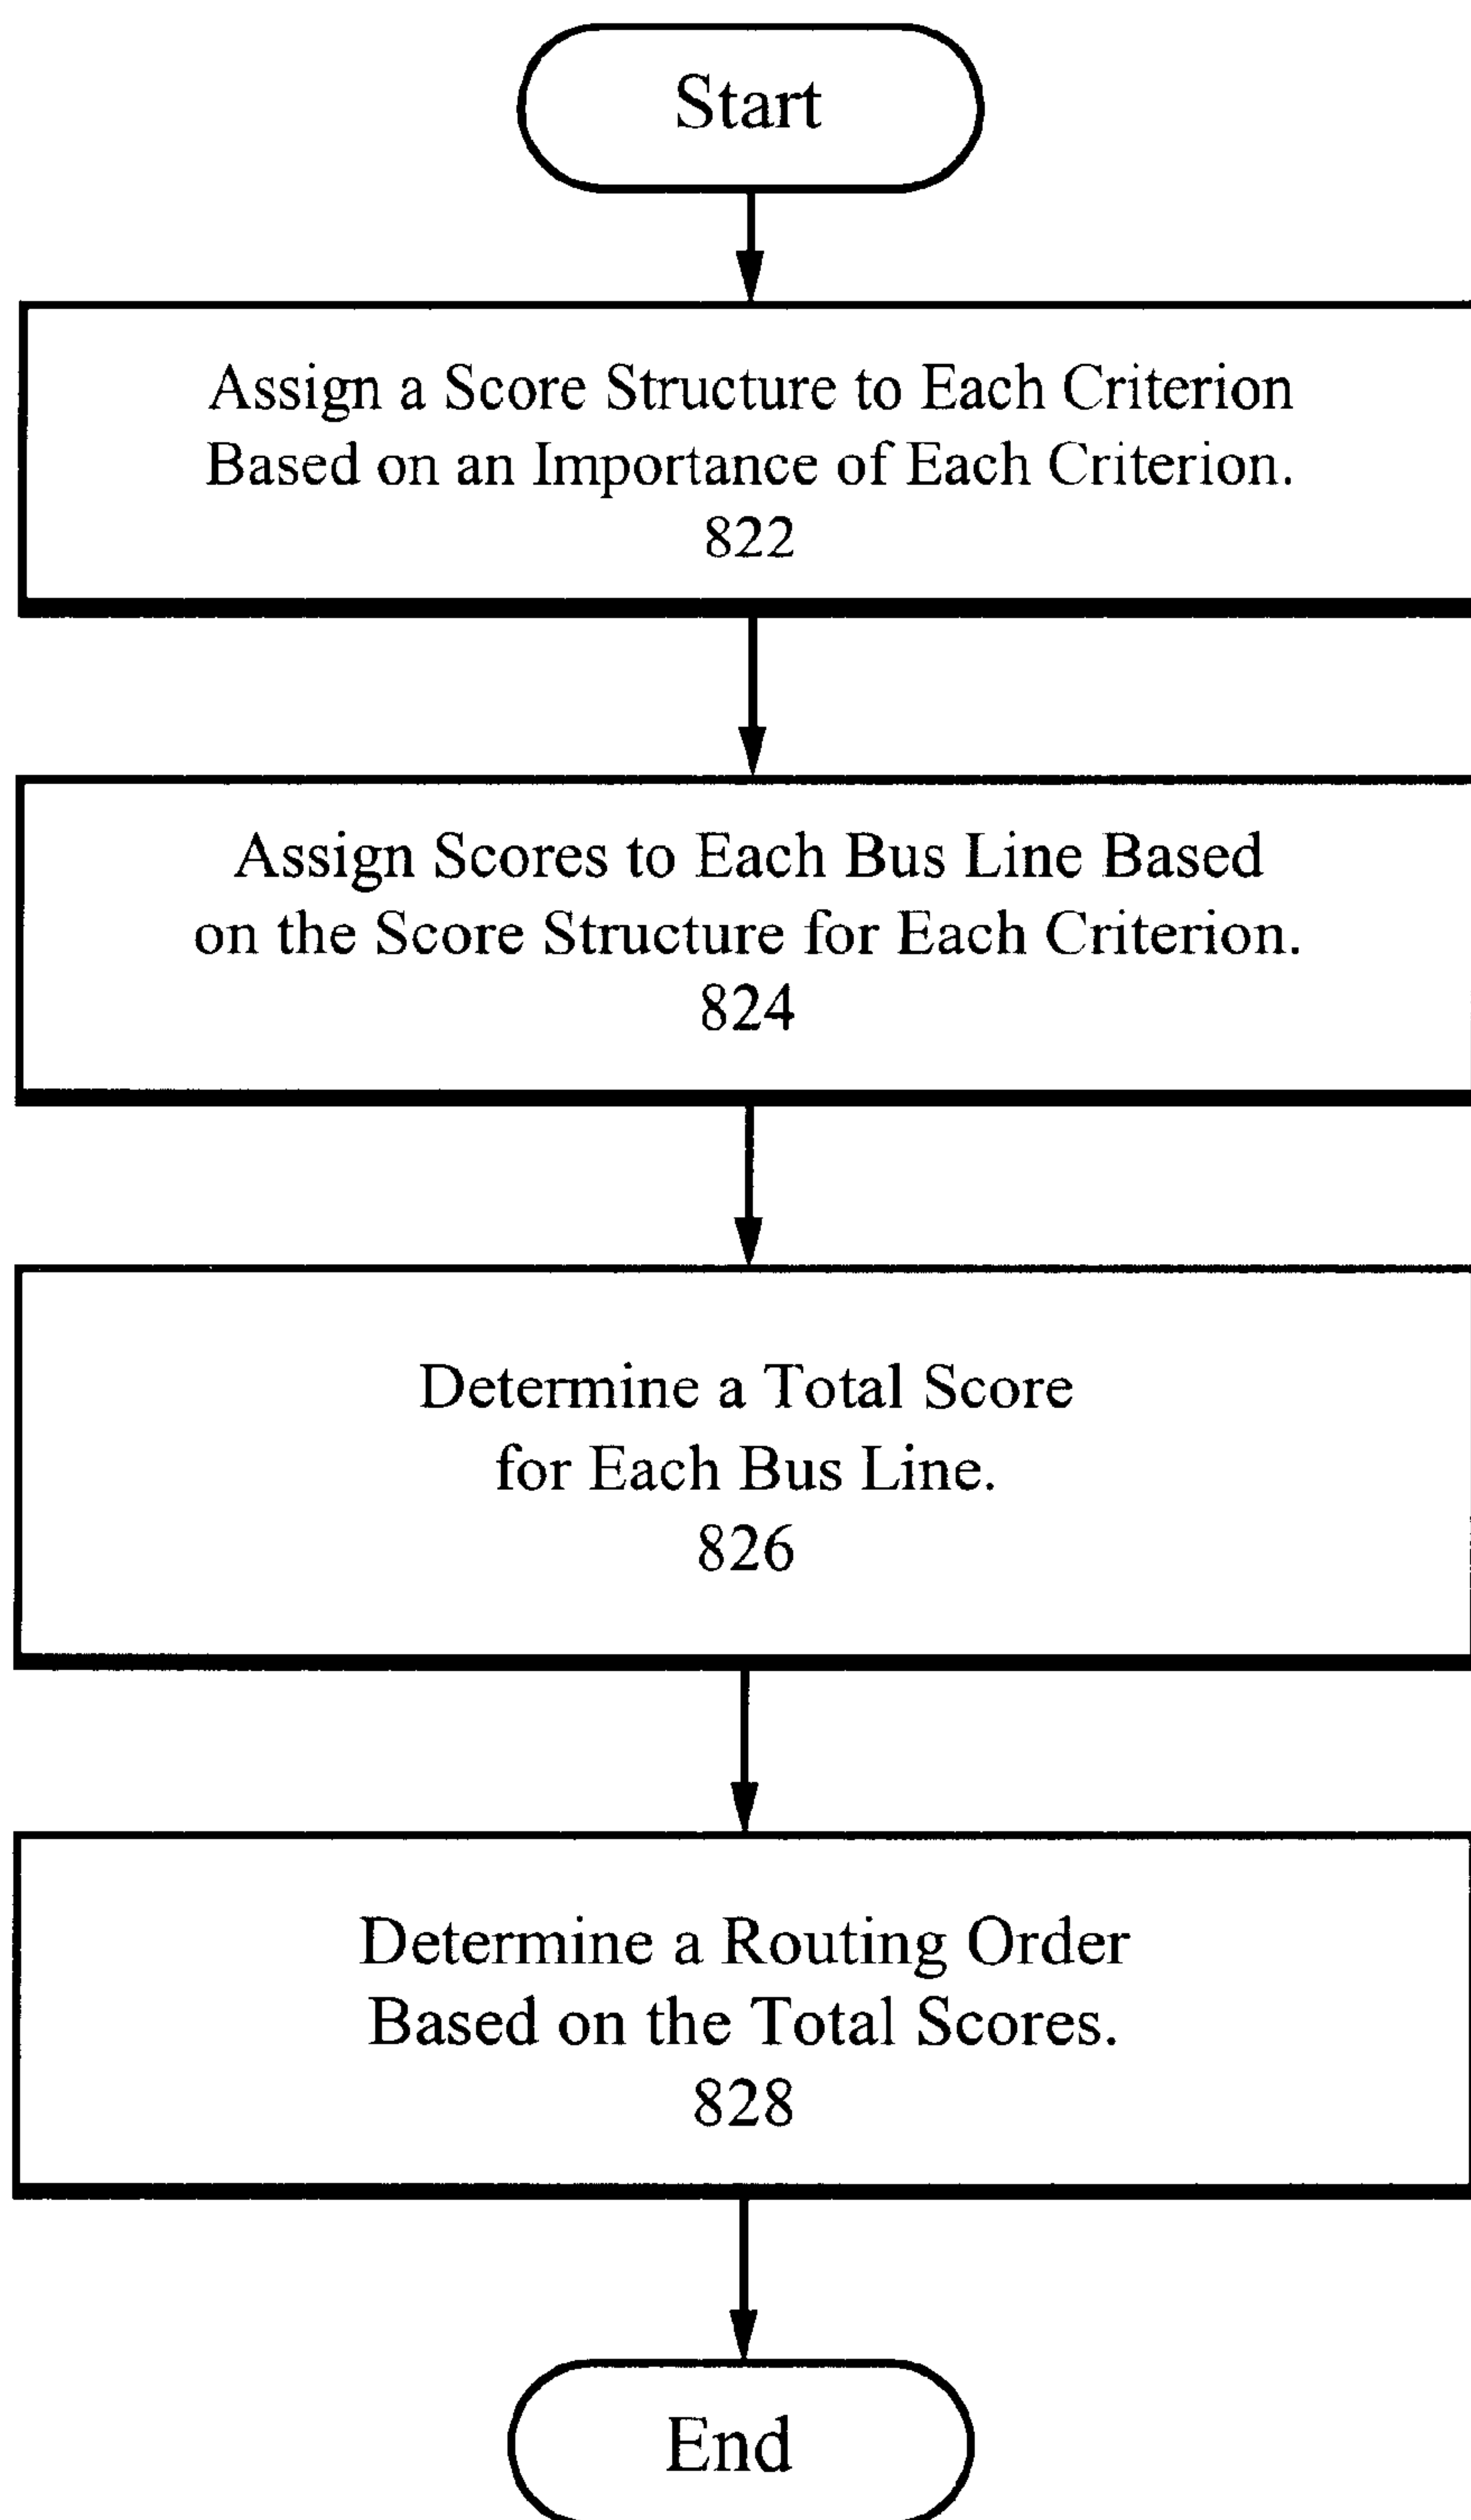 Start
Assign a Score Structure to Each Criterion
Based on an Importance of Each Criterion.
822
Assign Scores to Each Bus Line Based
on the Score Structure for Each Criterion.
824
Determine a Total Score
for Each Bus Line.
826
Determine a Routing Order
Based on the Total Scores.
828
End